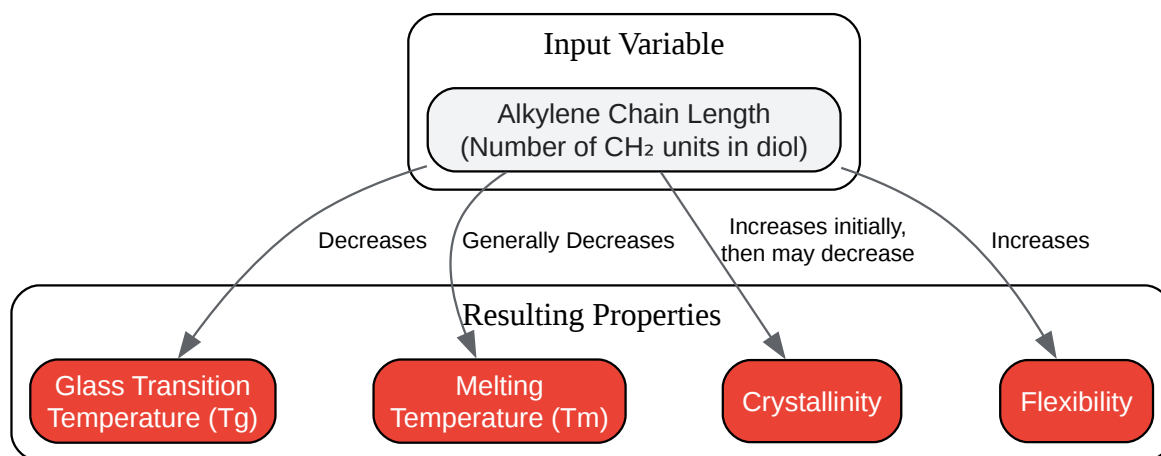 Input Variable
Alkylene Chain Length
(Number of CH₂ units in diol)
Decreases
Generally Decreases
Increases initially,
then may decrease
Increases
Resulting Properties
Glass Transition
Temperature (Tg)
Melting
Temperature (Tm)
Crystallinity
Flexibility